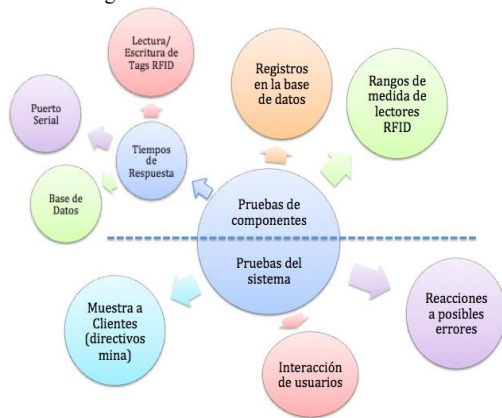 Lectura/
Escritura de
Tags RFID
Registros
en la base
de datos
Rangos de
medida de
lectores
RFID
Puerto
Serial
Tiempos
de
Respuesta
Base de
Datos
Pruebas de
componentes
Pruebas del
sistema
Muestra a
Clientes
(directivos
mina)
Interacción
de usuarios
Reacciones
a posibles
errores